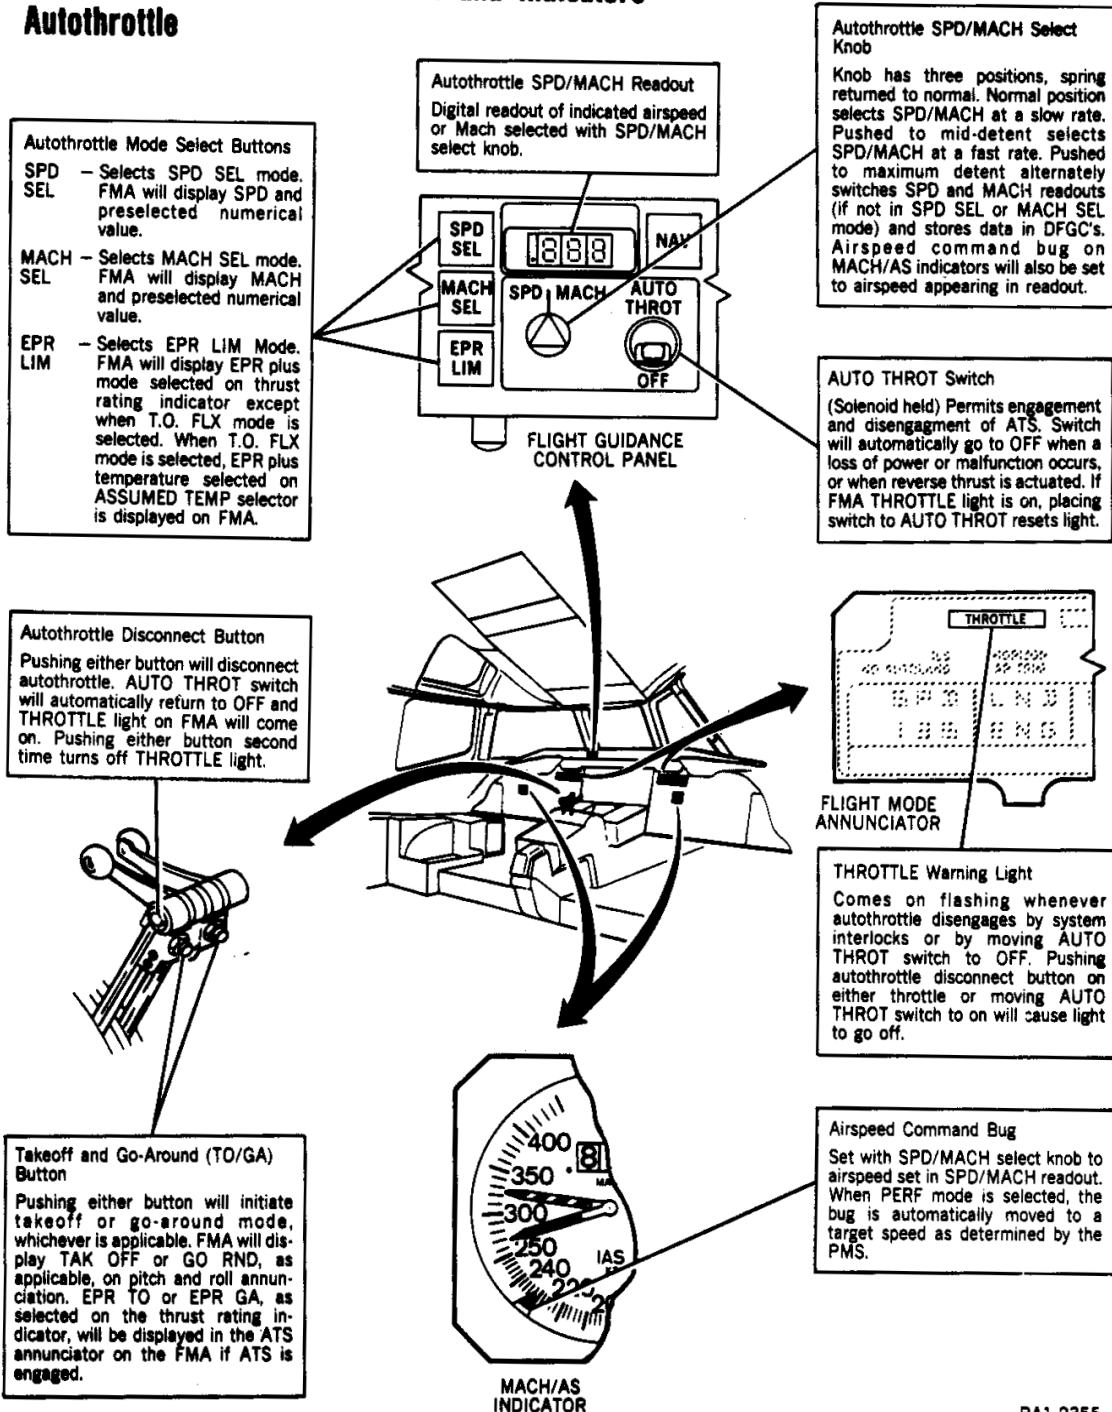 Autothrottle
Autothrottle SPD/MACH Select
Knob
Knob has three positions, spring
returned to normal. Normal position
selects SPD/MACH at a slow rate.
Pushed to mid-detent selects
SPD/MACH at a fast rate. Pushed
to maximum detent alternately
switches SPD and MACH readouts
(if not in SPD SEL or MACH SEL
mode) and stores data in DFGC's.
Airspeed command bug on
MACH/AS indicators will also be set
to airspeed appearing in readout.
Autothrottle SPD/MACH Readout
Digital readout of indicated airspeed
or Mach selected with SPD/MACH
select knob.
Autothrottle Mode Select Buttons
SPD – Selects SPD SEL mode.
SEL FMA will display SPD and
preselected numerical
value.
MACH – Selects MACH SEL mode.
SEL FMA will display MACH
and preselected numerical
value.
EPR – Selects EPR LIM Mode.
LIM FMA will display EPR plus
mode selected on thrust
rating indicator except
when T.O. FLX mode is
selected. When T.O. FLX
mode is selected, EPR plus
temperature selected on
ASSUMED TEMP selector
is displayed on FMA.
SPD
SEL
.888
NAV
MACH
SEL
SPD MACH
AUTO
THROT
EPR
LIM
OFF
FLIGHT GUIDANCE
CONTROL PANEL
AUTO THROT Switch
(Solenoid held) Permits engagement
and disengagment of ATS. Switch
will automatically go to OFF when a
loss of power or malfunction occurs,
or when reverse thrust is actuated. If
FMA THROTTLE light is on, placing
switch to AUTO THROT resets light.
Autothrottle Disconnect Button
Pushing either button will disconnect
autothrottle. AUTO THROT switch
will automatically return to OFF and
THROTTLE light on FMA will come
on. Pushing either button second
time turns off THROTTLE light.
THROTTLE
FLIGHT MODE
ANNUNCIATOR
THROTTLE Warning Light
Comes on flashing whenever
autothrottle disengages by system
interlocks or by moving AUTO
THROT switch to OFF. Pushing
autothrottle disconnect button on
either throttle or moving AUTO
THROT switch to on will cause light
to go off.
Takeoff and Go-Around (TO/GA)
Button
Pushing either button will initiate
takeoff or go-around mode,
whichever is applicable. FMA will dis-
play TAK OFF or GO RND, as
applicable, on pitch and roll annun-
ciation. EPR TO or EPR GA, as
selected on the thrust rating in-
dicator, will be displayed in the ATS
annunciator on the FMA if ATS is
engaged.
400
.8
350
300
250
240
220
IAS
MACH/AS
INDICATOR
Airspeed Command Bug
Set with SPD/MACH select knob to
airspeed set in SPD/MACH readout.
When PERF mode is selected, the
bug is automatically moved to a
target speed as determined by the
PMS.